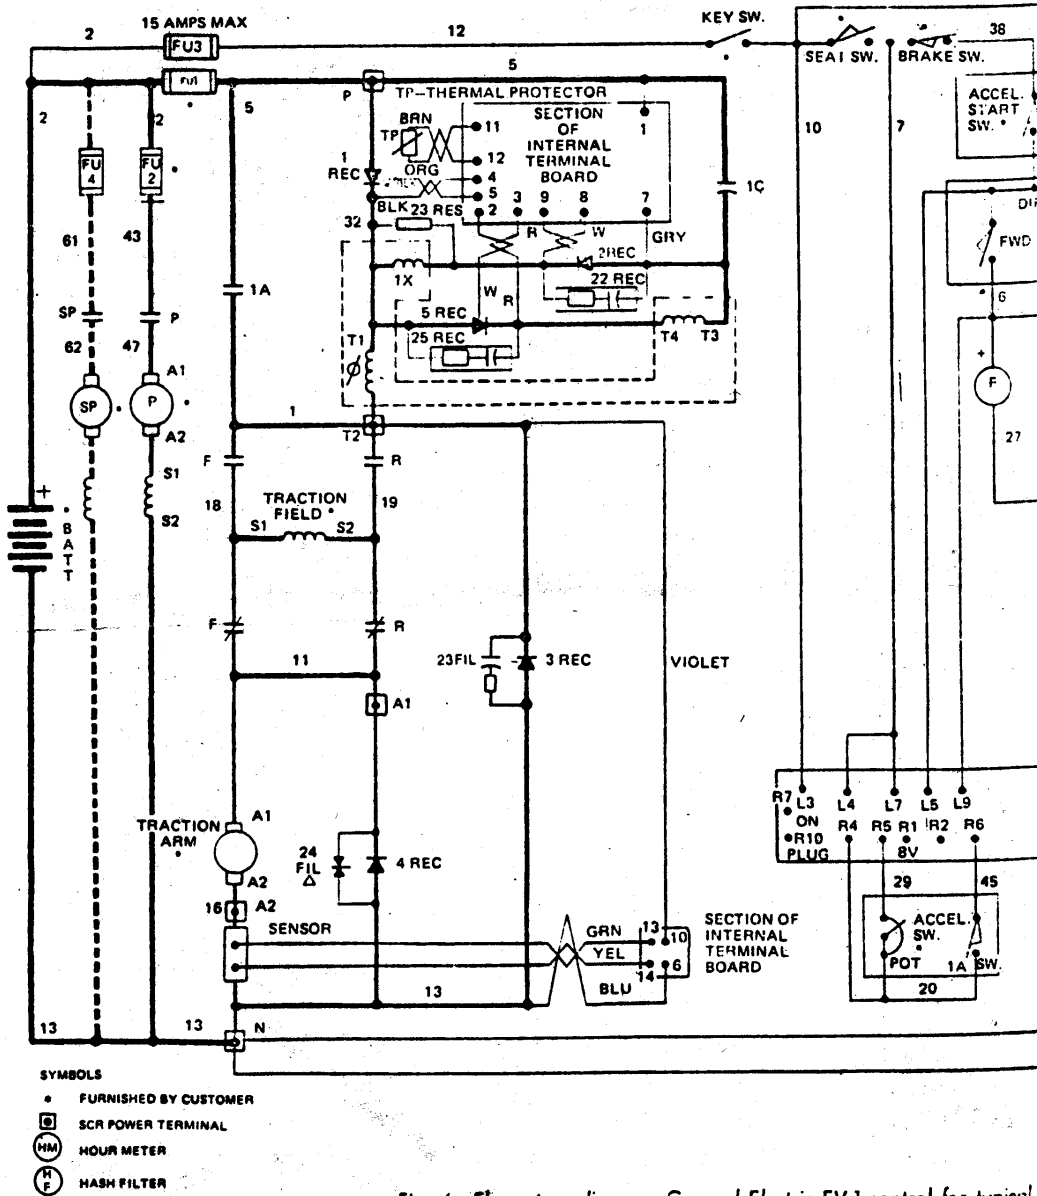 15 AMPS MAX
KEY SW.
2
FU3
12
38
SEAT SW.
BRAKE SW.
FU1
5
P
TP-THERMAL PROTECTOR
ACCEL.
START
SW.
2
2
5
BRN
TP
11
SECTION
OF
INTERNAL
TERMINAL
BOARD
1
10
7
FU
4
FU
2
1
REC
ORG
12
4
5
1C
BLK
23 RES
2
3
9
8
7
32
R
W
GRY
FWD
61
43
1X
2REC
W
R
22 REC
6
1A
SP
P
5 REC
T1
25 REC
T4
T3
62
47
A1
SP
P
F
A2
1
T2
27
F
R
S1
S2
18
TRACTION
FIELD
19
S1
S2
BATT
F
R
11
23FIL
3 REC
VIOLET
A1
R7
L3
L4
L7
L5
L9
ON
R10
PLUG
R4
R5
R1
R2
R6
8V
TRACTION
ARM
A1
A2
24
FIL
4 REC
29
45
16
A2
SENSOR
GRN
YEL
BLU
13
10
6
14
SECTION OF
INTERNAL
TERMINAL
BOARD
ACCEL.
SW.
POT
1A
SW.
20
13
13
13
N
SYMBOLS
FURNISHED BY CUSTOMER
SCR POWER TERMINAL
HM
HOUR METER
H
F
HASH FILTER